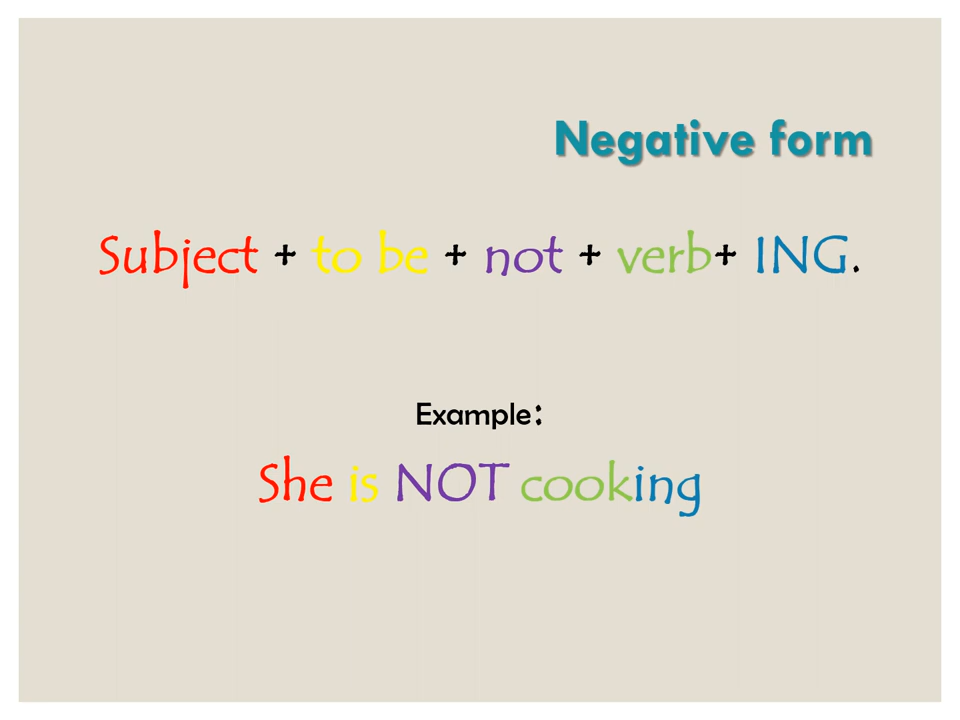 Negative form
Subject + to be + not + verb+ ING.
Example:
She is NOT cooking